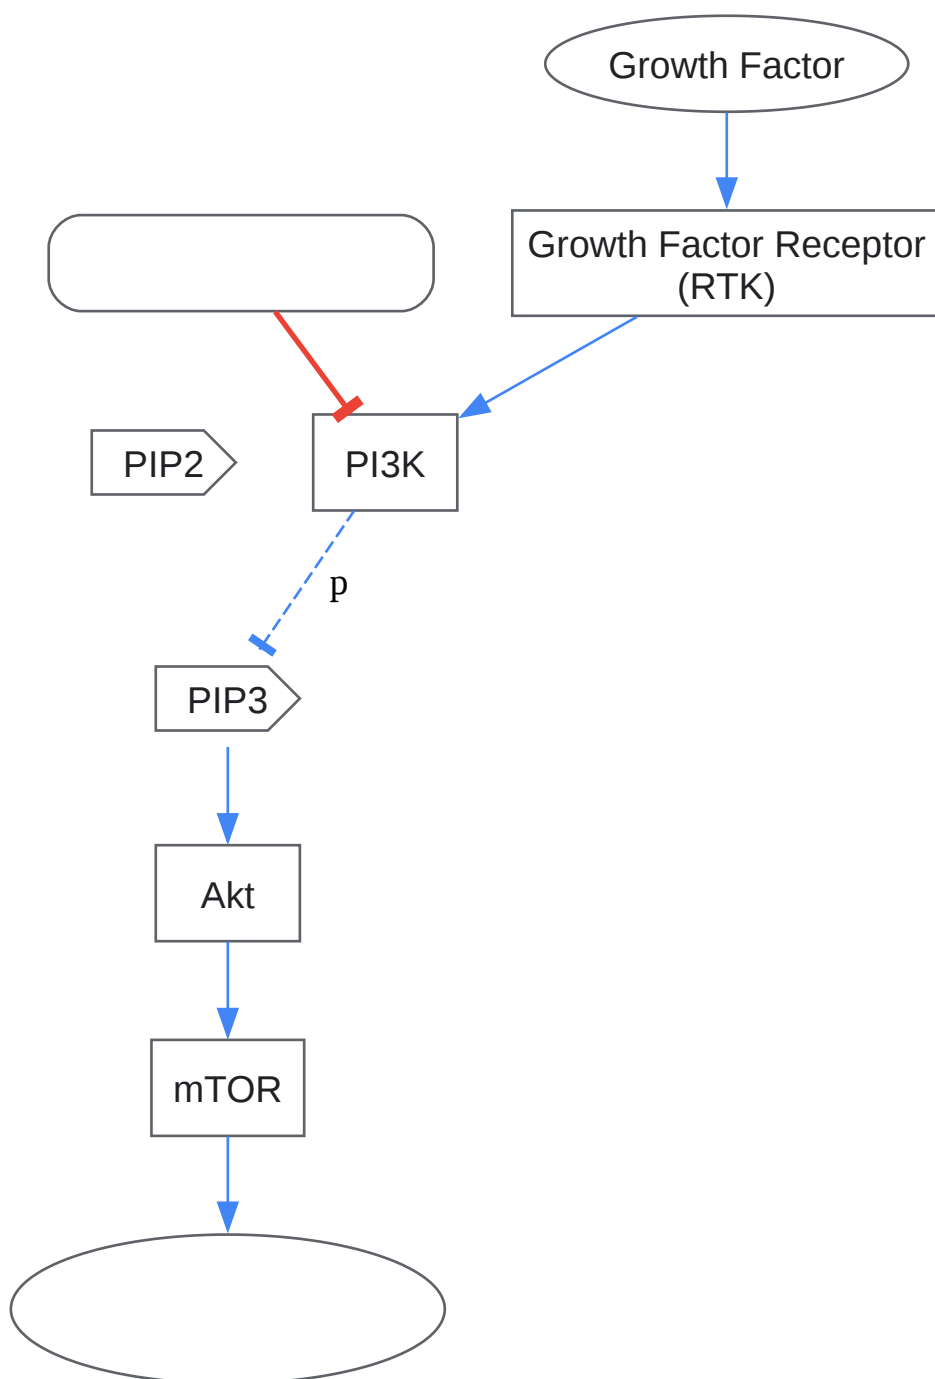 Growth Factor
Growth Factor Receptor
(RTK)
PIP2
PI3K
p
PIP3
Akt
mTOR